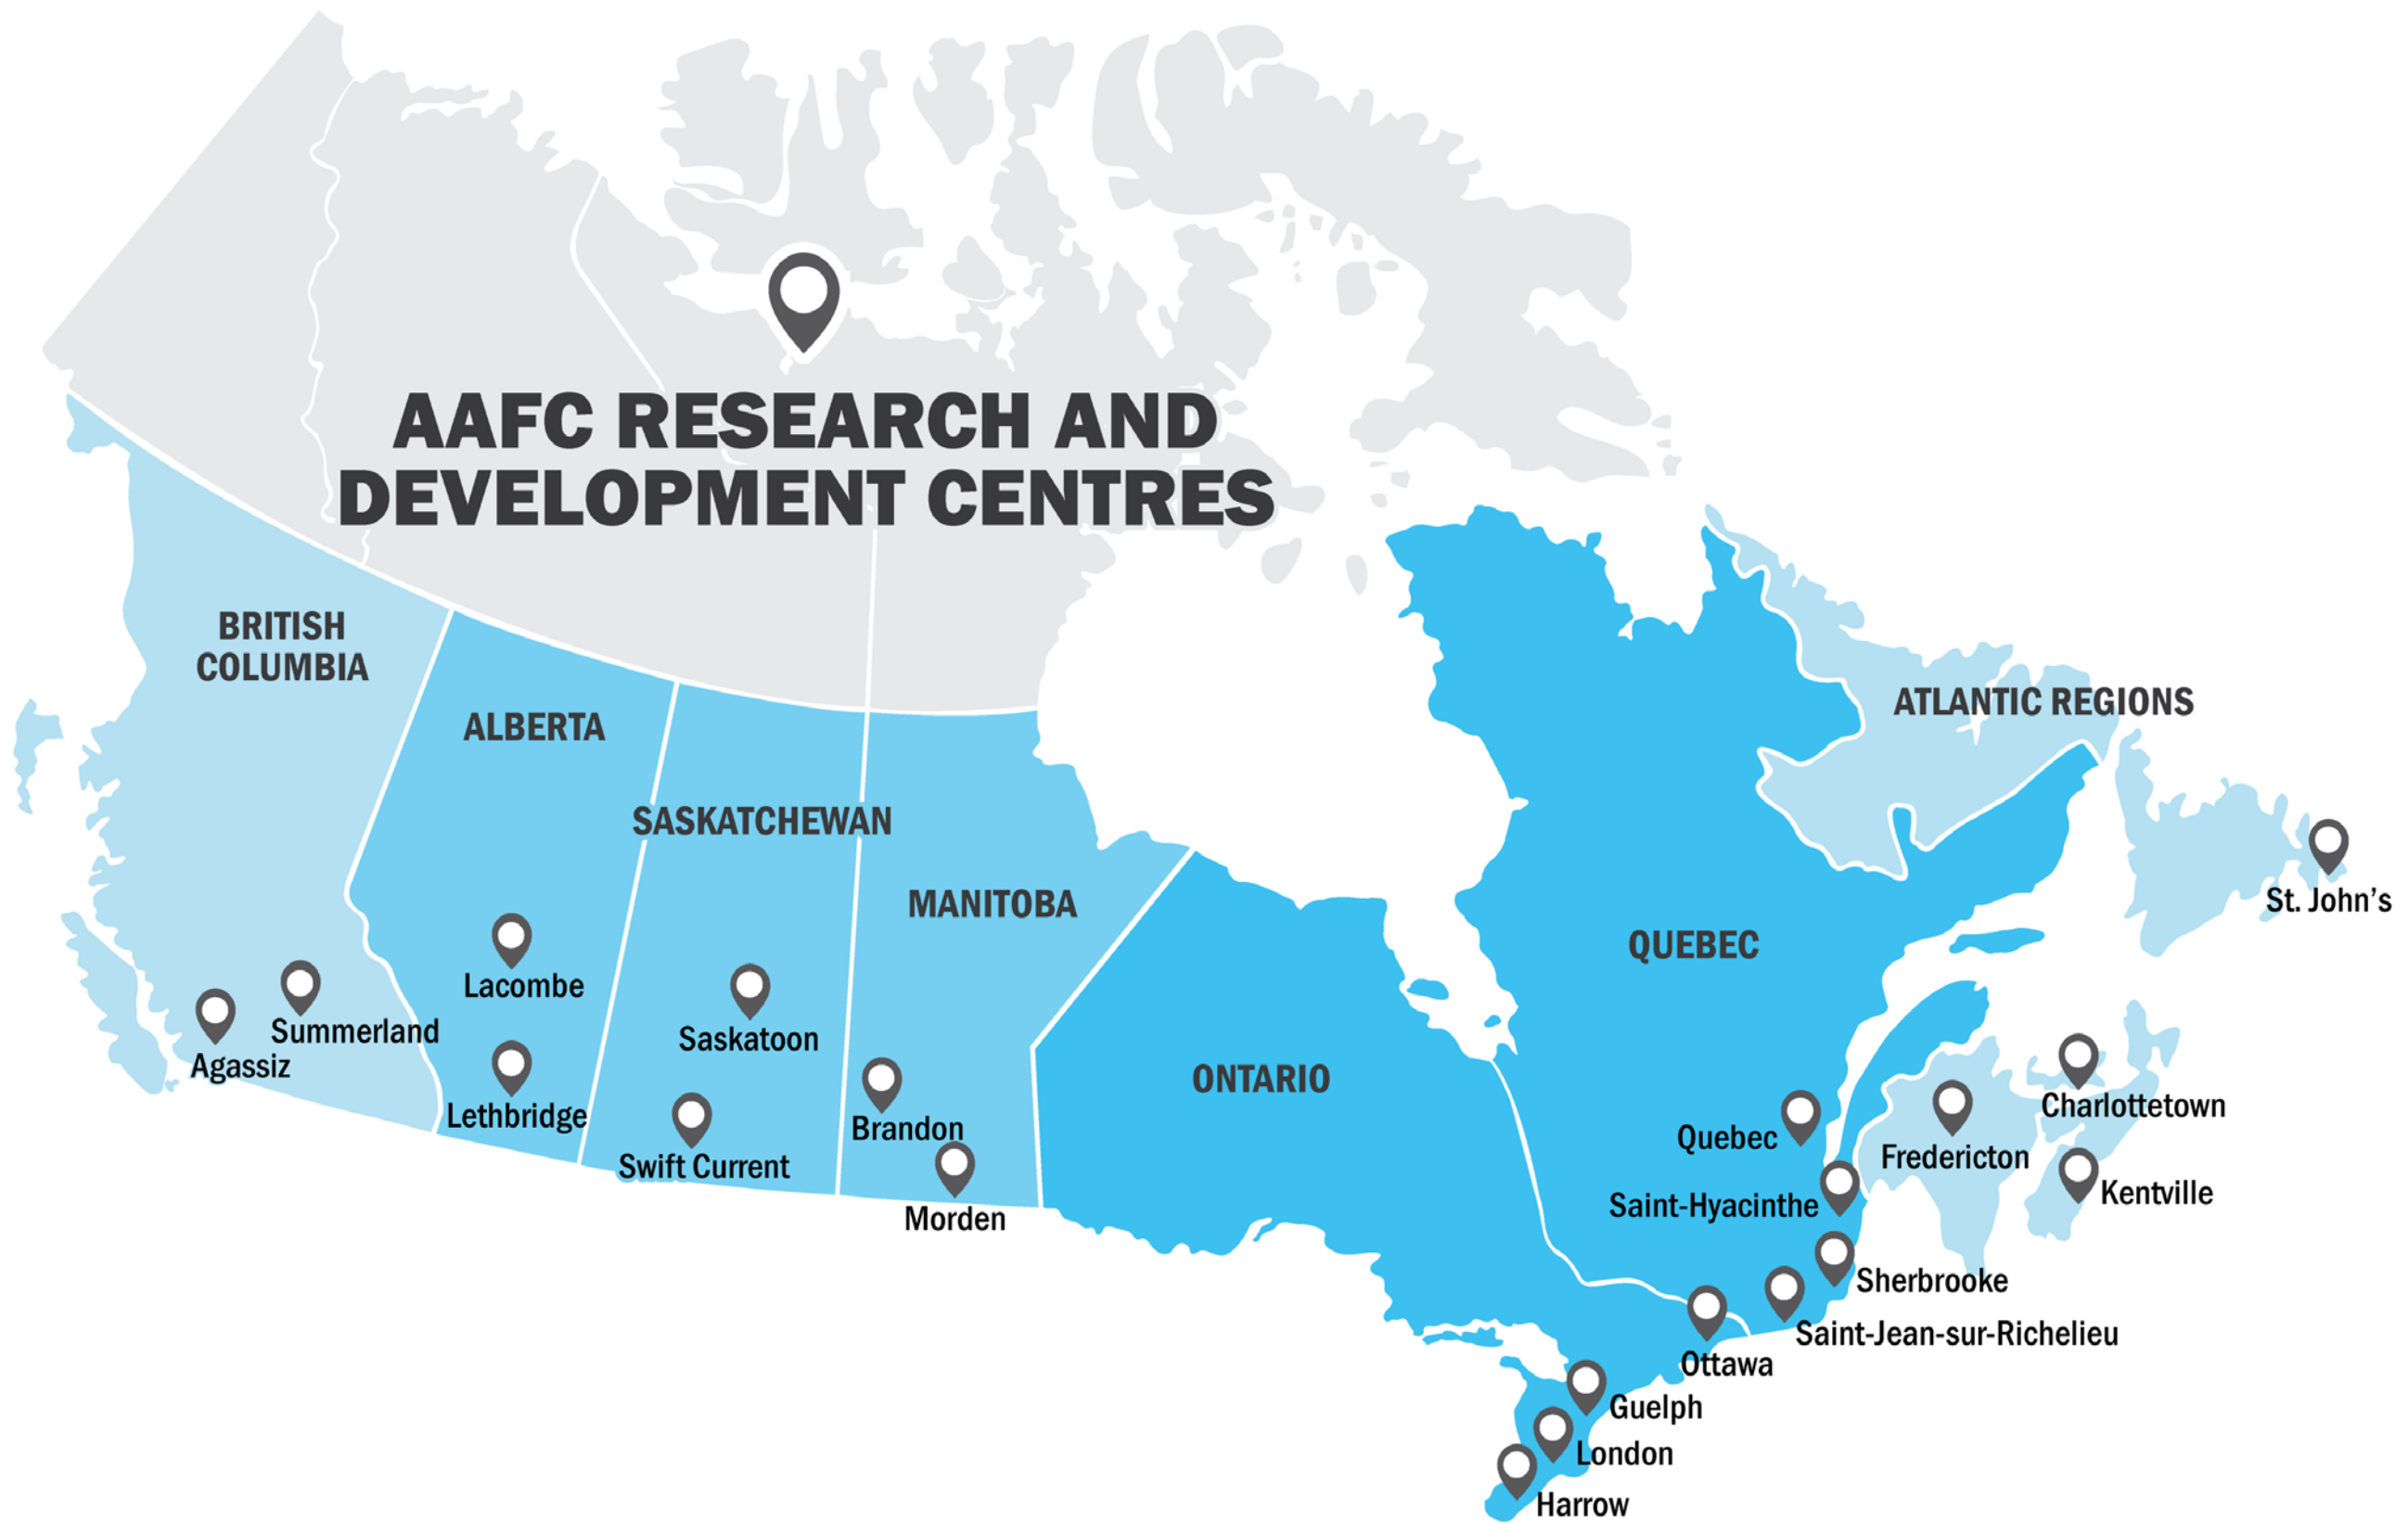 AAFC RESEARCH AND
DEVELOPMENT CENTRES
BRITISH
COLUMBIA
ALBERTA
SASKATCHEWAN
MANITOBA
ONTARIO
QUEBEC
ATLANTIC REGIONS
Agassiz
Summerland
Lacombe
Lethbridge
Saskatoon
Swift Current
Brandon
Morden
Harrow
London
Guelph
Ottawa
Saint-Jean-sur-Richelieu
Sherbrooke
Saint-Hyacinthe
Quebec
Fredericton
Charlottetown
Kentville
St. John’s